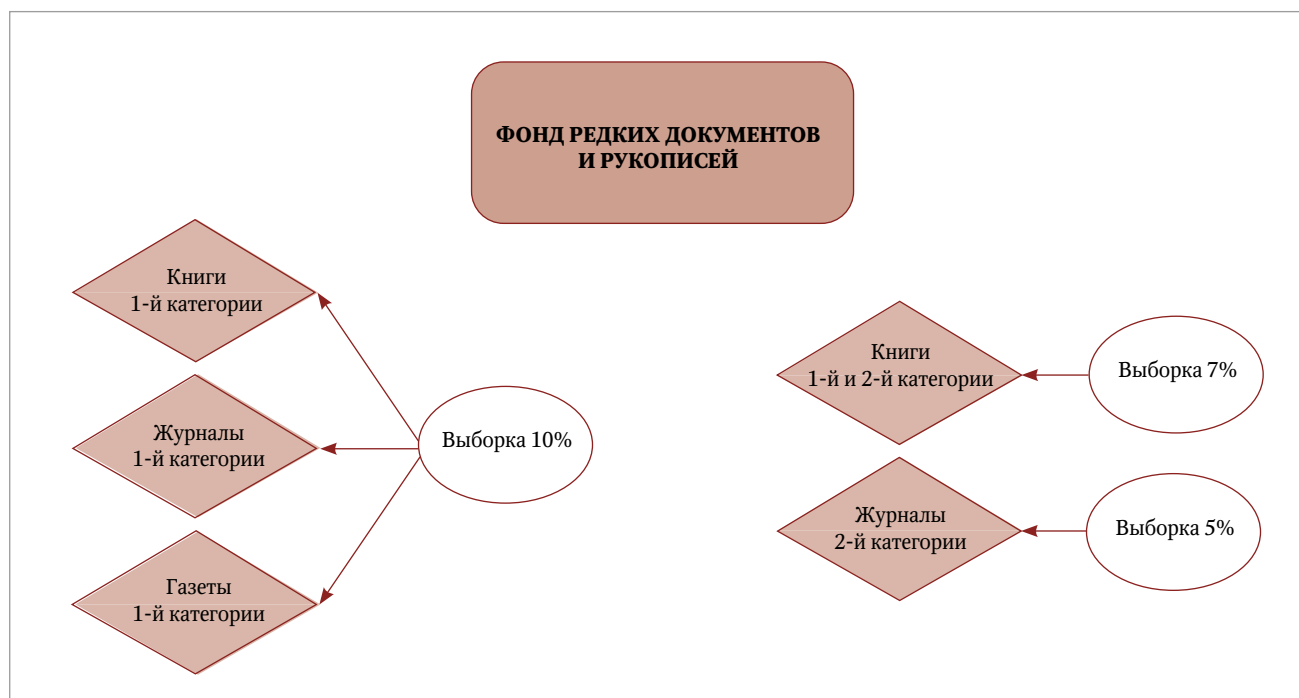 ФОНД РЕДКИХ ДОКУМЕНТОВ
И РУКОПИСЕЙ
Книги
1-й категории
Журналы
1-й категории
Газеты
1-й категории
Выборка 10%
Книги
1-й и 2-й категории
Выборка 7%
Журналы
2-й категории
Выборка 5%